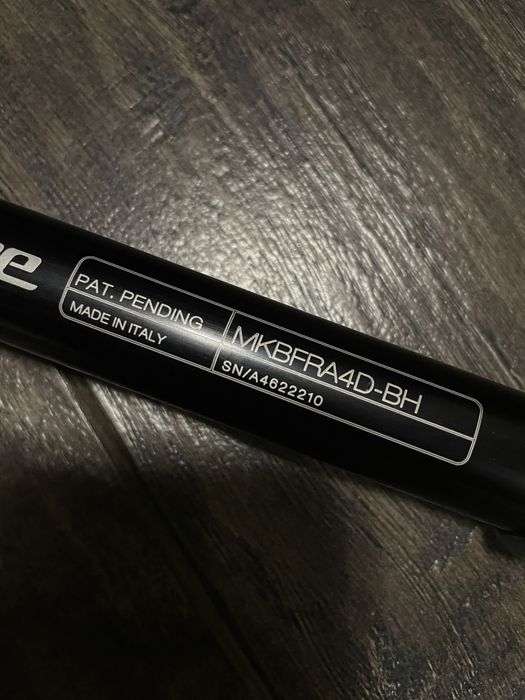 PAT. PENDING
MADE IN ITALY
MKBFRA4D-BH
SN/A4622210